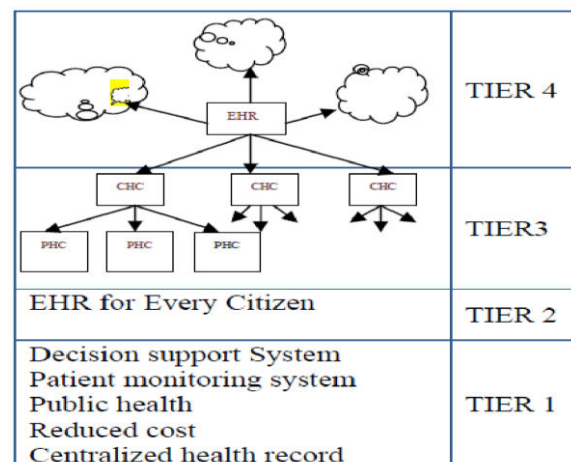 EHR
TIER 4
CHC CHC CHC
PHC PHC PHC
TIER3
EHR for Every Citizen
TIER 2
Decision support System
Patient monitoring system
Public health
Reduced cost
Centralized health record
TIER 1